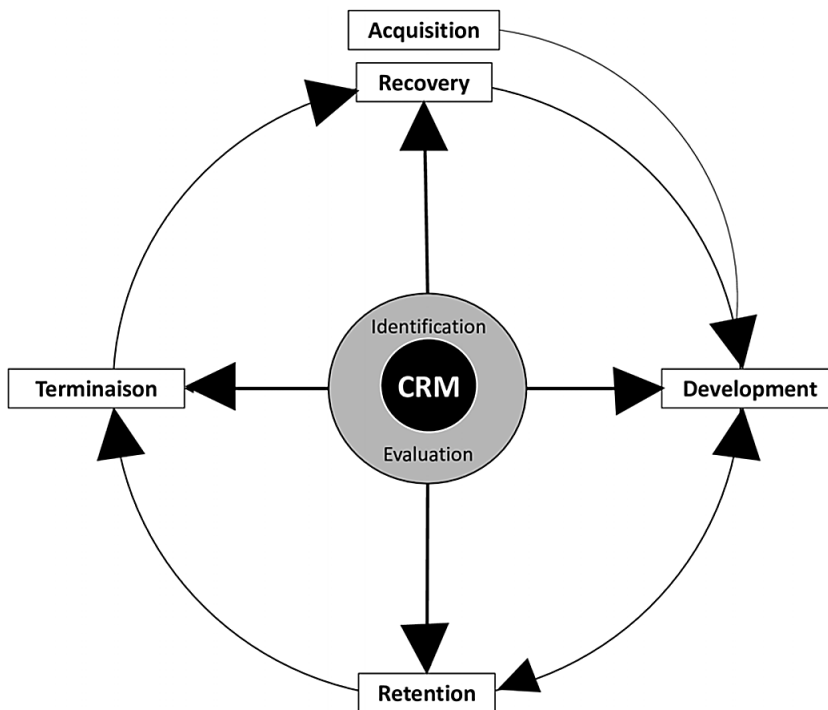 Acquisition
Recovery
Identification
Terminaison
CRM
Development
Evaluation
Retention